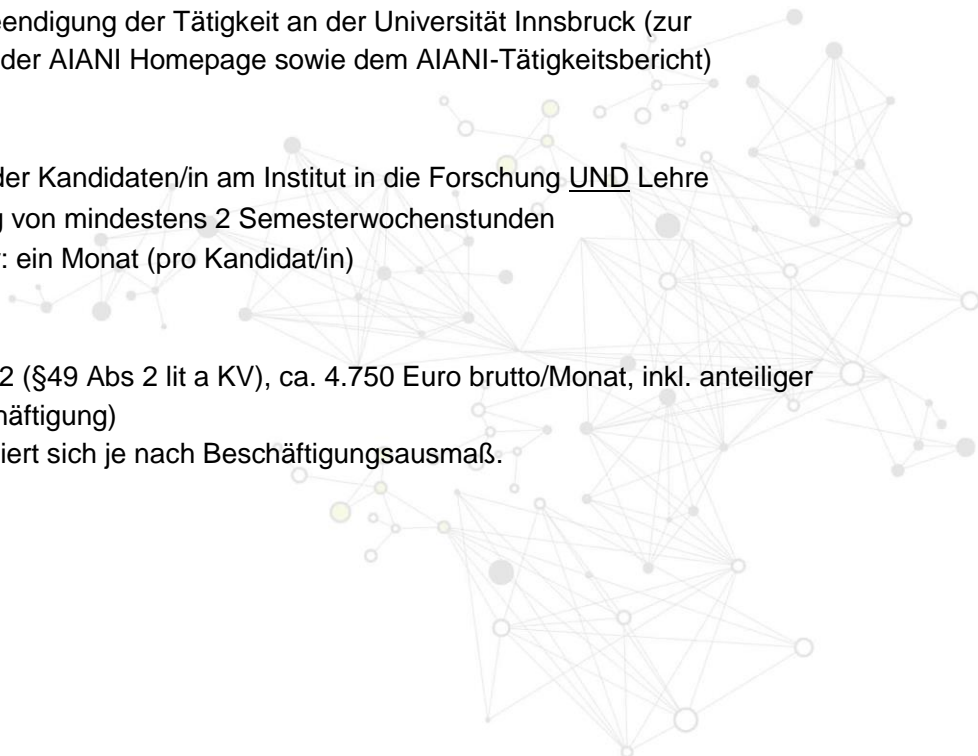 eendigung der Tätigkeit an der Universität Innsbruck (zur
der AIANI Homepage sowie dem AIANI-Tätigkeitsbericht)
der Kandidaten/in am Institut in die Forschung UND Lehre
von mindestens 2 Semesterwochenstunden
: ein Monat (pro Kandidat/in)
2 (§49 Abs 2 lit a KV), ca. 4.750 Euro brutto/Monat, inkl. anteiliger
häftigung)
iert sich je nach Beschäftigungsausmaß.